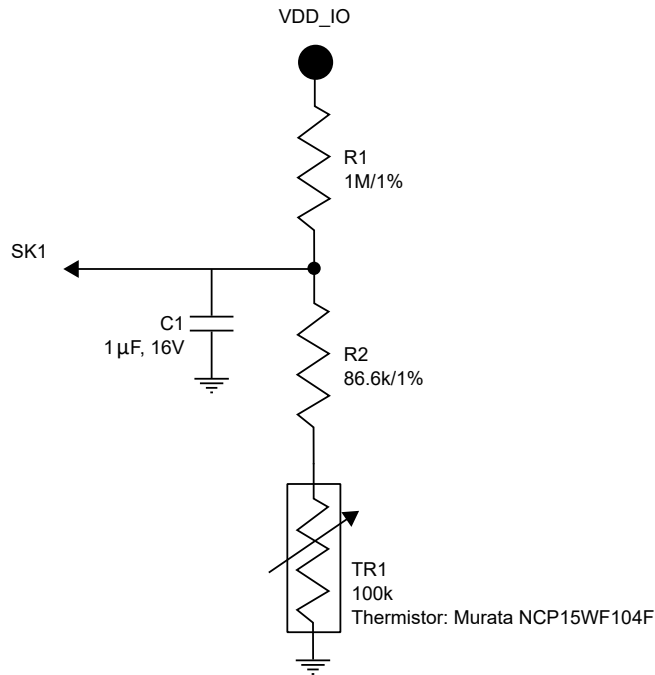 VDD_IO
R1
1M/1%
SK1
C1
1µF, 16V
R2
86.6k/1%
TR1
100k
Thermistor: Murata NCP15WF104F